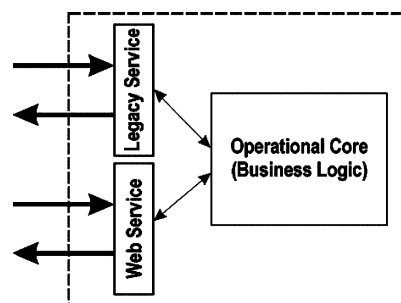 Legacy Service
Operational Core
(Business Logic)
Web Service